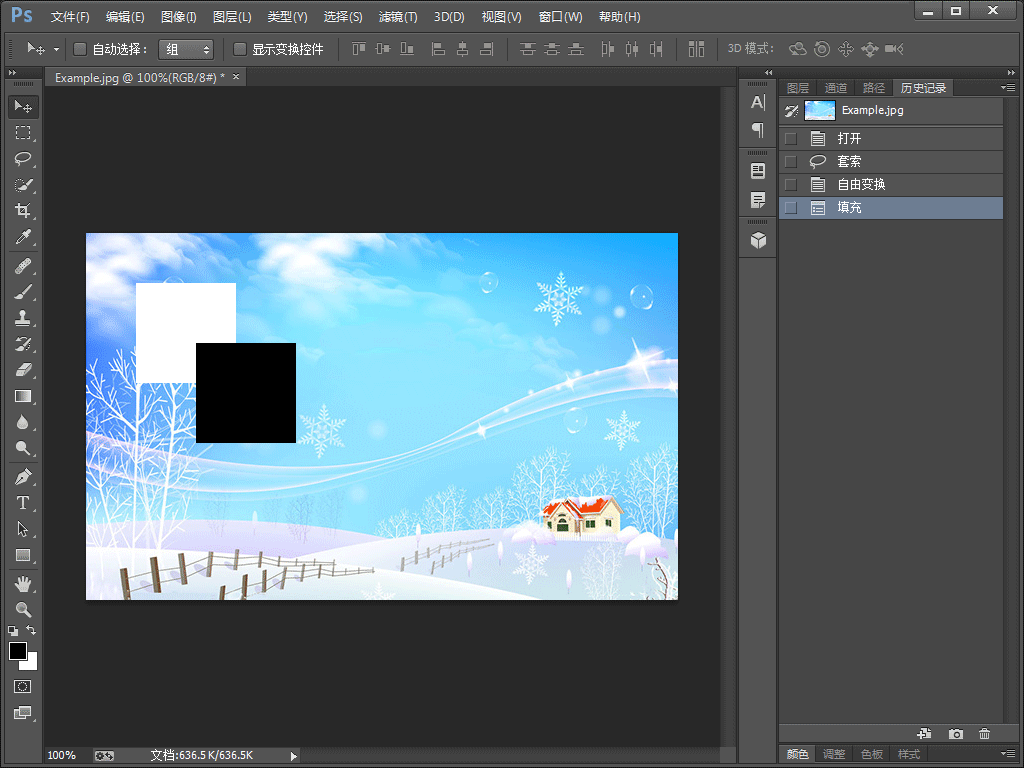 Ps 文件(F) 编辑(E) 图像(I) 图层(L) 类型(Y) 选择(S) 滤镜(T) 3D(D) 视图(V) 窗口(W) 帮助(H)
自动选择： 组 显示变换控件 3D 模式：
Example.jpg @ 100%(RGB/8#) * ×
图层 通道 路径 历史记录
Example.jpg
打开
套索
自由变换
填充
100% 文档:636.5K/636.5K
颜色 调整 色板 样式